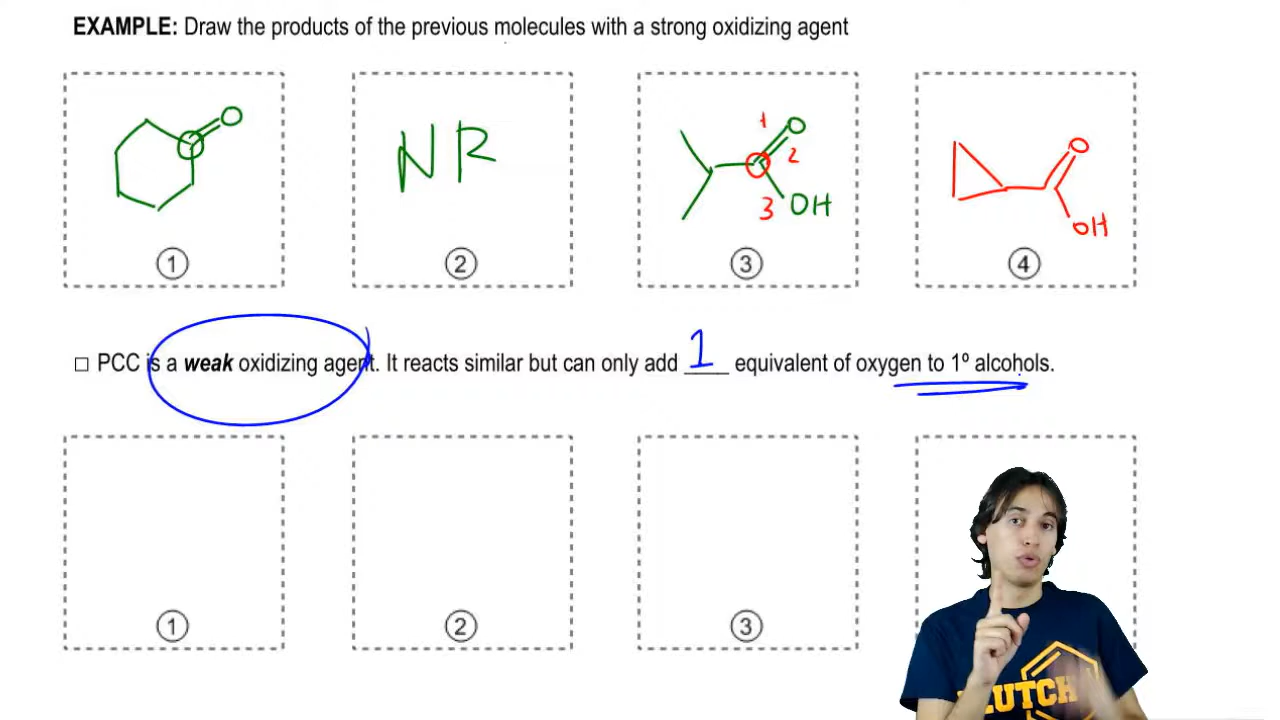 EXAMPLE: Draw the products of the previous molecules with a strong oxidizing agent
O
NR
1 O
2
3 OH
O
OH
1 2 3 4
□ PCC is a weak oxidizing agent. It reacts similar but can only add 1 equivalent of oxygen to 1º alcohols.
1 2 3
CLUTCH